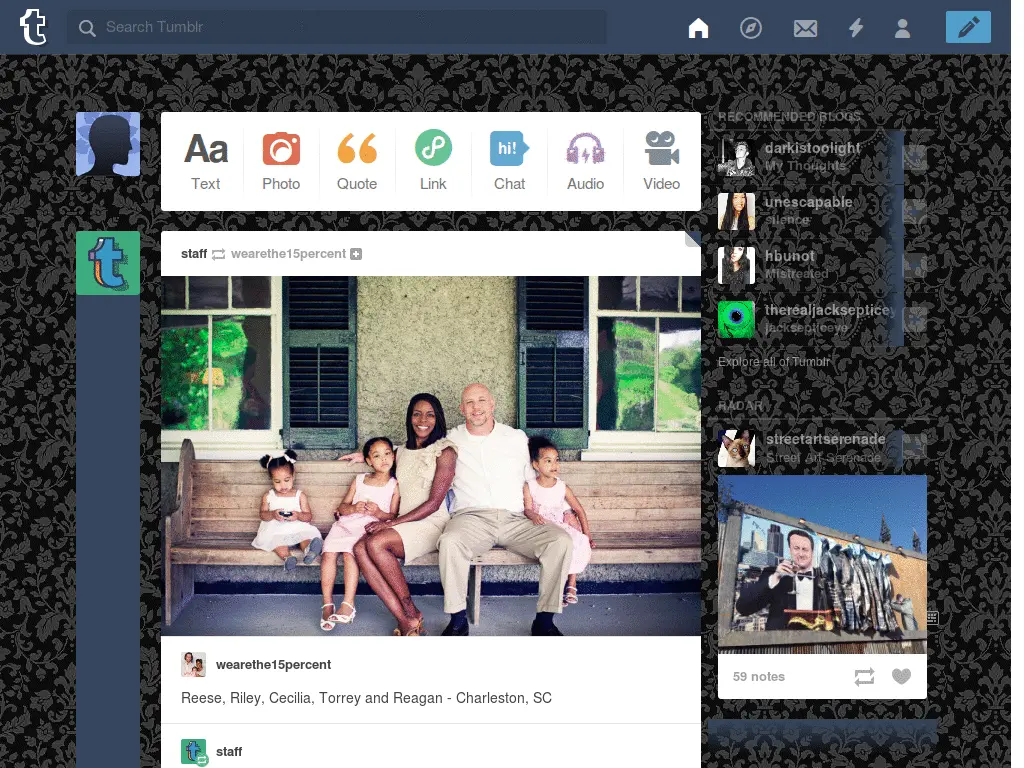 t
Search Tumblr
Aa
Text
Photo
Quote
Link
hi!
Chat
Audio
Video
staff wearethe15percent
wearethe15percent
Reese, Riley, Cecilia, Torrey and Reagan - Charleston, SC
staff
RECOMMENDED BLOGS
darkistoolight
My Thoughts
unescapable
silence
hbunot
Mistreated
therealjacksepticey
jacksepticeye
Explore all of Tumblr
RADAR
streetartserenade
Street Art Serenade
59 notes